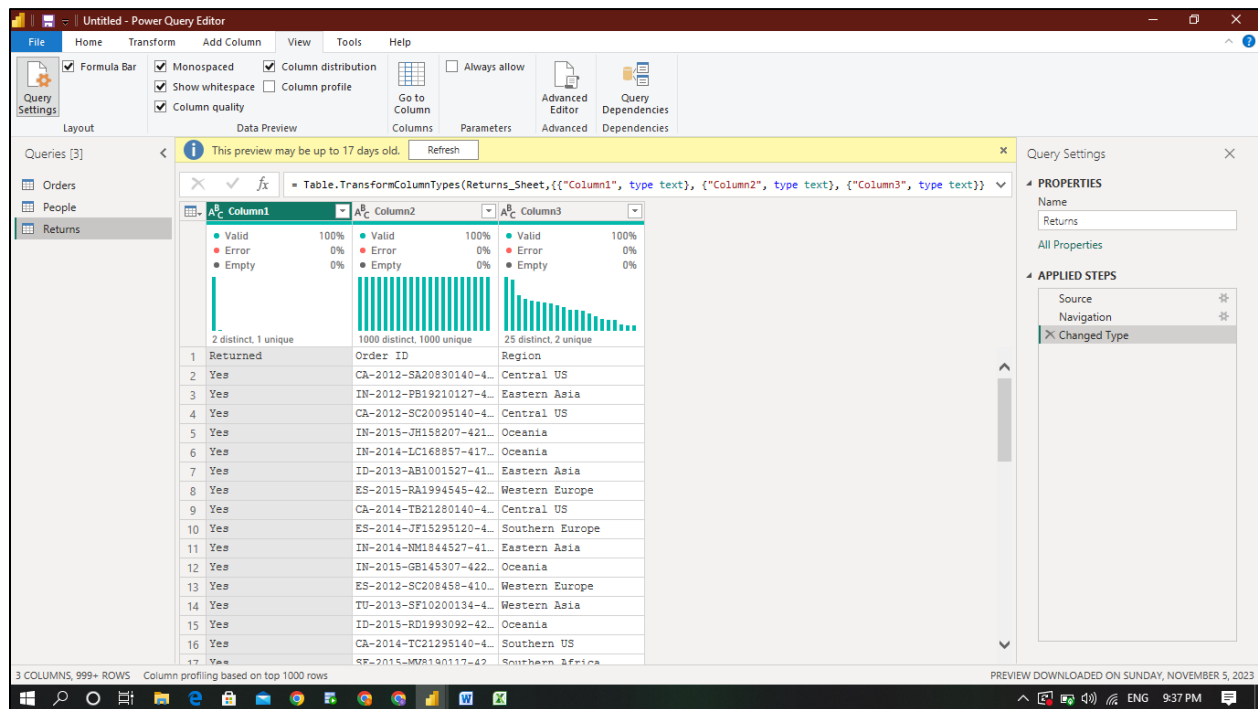 Untitled - Power Query Editor
File Home Transform Add Column View Tools Help
Query Settings
Formula Bar
Layout
Monospaced
Show whitespace
Column quality
Column distribution
Column profile
Data Preview
Go to Column
Columns
Always allow
Parameters
Advanced Editor
Advanced
Query Dependencies
Dependencies
Queries [3]
Orders
People
Returns
This preview may be up to 17 days old. Refresh
fx = Table.TransformColumnTypes(Returns_Sheet,{{"Column1", type text}, {"Column2", type text}, {"Column3", type text}}
ABC Column1 ABC Column2 ABC Column3
Valid 100% Valid 100% Valid 100%
Error 0% Error 0% Error 0%
Empty 0% Empty 0% Empty 0%
2 distinct, 1 unique 1000 distinct, 1000 unique 25 distinct, 2 unique
1 Returned Order ID Region
2 Yes CA-2012-SA20830140-4… Central US
3 Yes IN-2012-PB19210127-4… Eastern Asia
4 Yes CA-2012-SC20095140-4… Central US
5 Yes IN-2015-JH158207-421… Oceania
6 Yes IN-2014-LC168857-417… Oceania
7 Yes ID-2013-AB1001527-41… Eastern Asia
8 Yes ES-2015-RA1994545-42… Western Europe
9 Yes CA-2014-TB21280140-4… Central US
10 Yes ES-2014-JF15295120-4… Southern Europe
11 Yes IN-2014-NM1844527-41… Eastern Asia
12 Yes IN-2015-GB145307-422… Oceania
13 Yes ES-2012-SC208458-410… Western Europe
14 Yes TU-2013-SF10200134-4… Western Asia
15 Yes ID-2015-RD1993092-42… Oceania
16 Yes CA-2014-TC21295140-4… Southern US
17 Yes SF-2015-MV8190117-42… Southern Africa
Query Settings
PROPERTIES
Name
Returns
All Properties
APPLIED STEPS
Source
Navigation
Changed Type
3 COLUMNS, 999+ ROWS Column profiling based on top 1000 rows
PREVIEW DOWNLOADED ON SUNDAY, NOVEMBER 5, 2023
ENG 9:37 PM